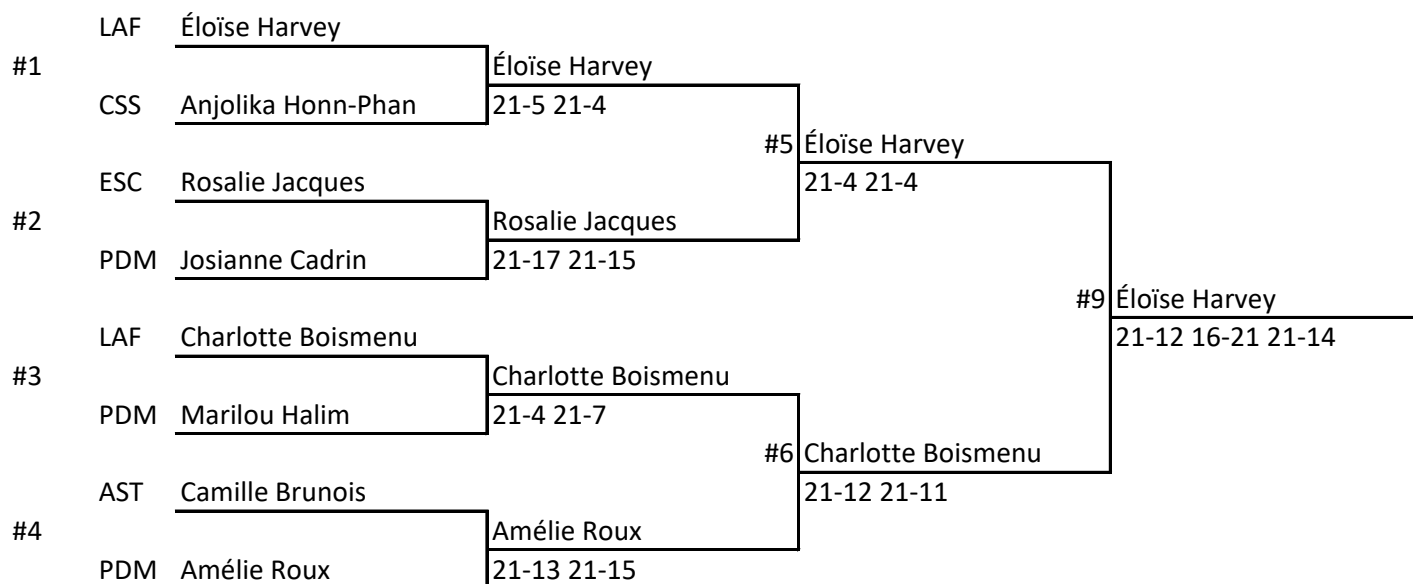 LAF Éloïse Harvey
#1 Éloïse Harvey
CSS Anjolika Honn-Phan 21-5 21-4
#5 Éloïse Harvey
ESC Rosalie Jacques 21-4 21-4
#2 Rosalie Jacques
PDM Josianne Cadrin 21-17 21-15
#9 Éloïse Harvey
LAF Charlotte Boismenu 21-12 16-21 21-14
#3 Charlotte Boismenu
PDM Marilou Halim 21-4 21-7
#6 Charlotte Boismenu
AST Camille Brunois 21-12 21-11
#4 Amélie Roux
PDM Amélie Roux 21-13 21-15